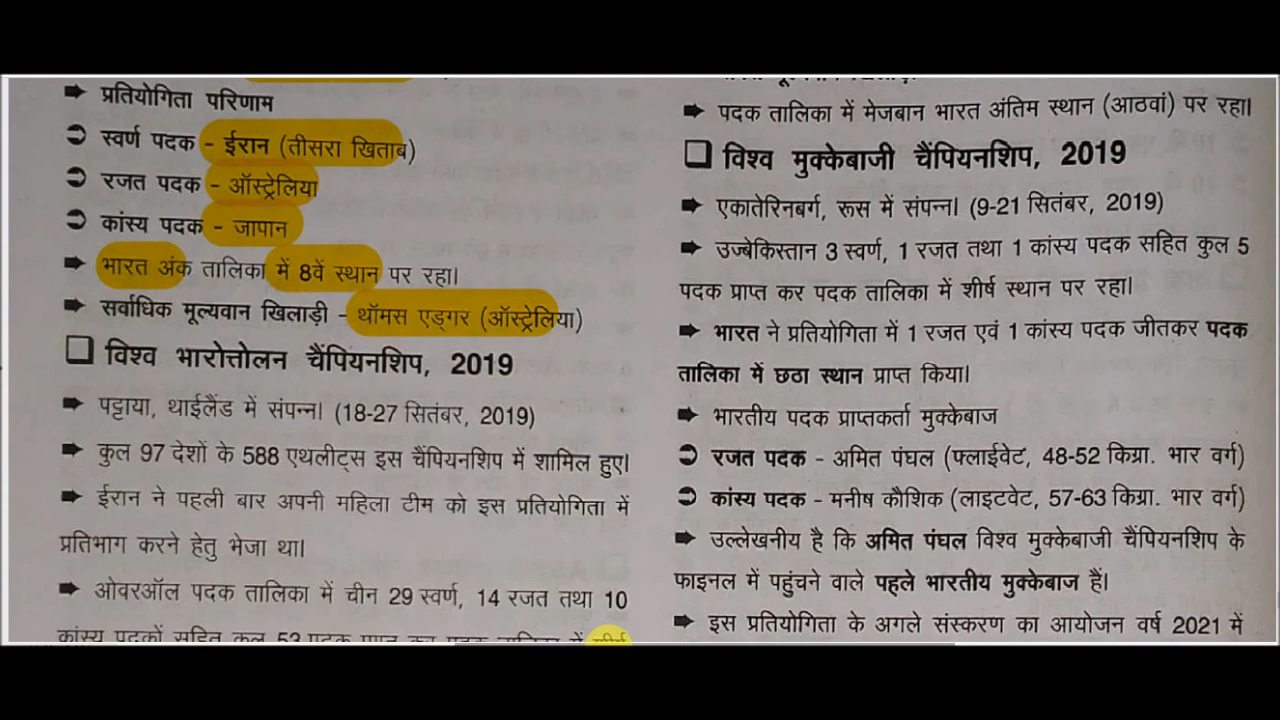 ➡ प्रतियोगिता परिणाम
➲ स्वर्ण पदक - ईरान (तीसरा खिताब)
➲ रजत पदक - ऑस्ट्रेलिया
➲ कांस्य पदक - जापान
➡ भारत अंक तालिका में 8वें स्थान पर रहा।
➡ सर्वाधिक मूल्यवान खिलाड़ी - थॉमस एड्गर (ऑस्ट्रेलिया)
❑ विश्व भारोत्तोलन चैंपियनशिप, 2019
➡ पट्टाया, थाईलैंड में संपन्न। (18-27 सितंबर, 2019)
➡ कुल 97 देशों के 588 एथलीट्स इस चैंपियनशिप में शामिल हुए।
➡ ईरान ने पहली बार अपनी महिला टीम को इस प्रतियोगिता में
प्रतिभाग करने हेतु भेजा था।
➡ ओवरऑल पदक तालिका में चीन 29 स्वर्ण, 14 रजत तथा 10
कांस्य पदकों सहित कुल 53 पदक प्राप्त कर पदक तालिका में शीर्ष
➡ पदक तालिका में मेजबान भारत अंतिम स्थान (आठवां) पर रहा।
❑ विश्व मुक्केबाजी चैंपियनशिप, 2019
➡ एकातेरिनबर्ग, रूस में संपन्न। (9-21 सितंबर, 2019)
➡ उज्बेकिस्तान 3 स्वर्ण, 1 रजत तथा 1 कांस्य पदक सहित कुल 5
पदक प्राप्त कर पदक तालिका में शीर्ष स्थान पर रहा।
➡ भारत ने प्रतियोगिता में 1 रजत एवं 1 कांस्य पदक जीतकर पदक
तालिका में छठा स्थान प्राप्त किया।
➡ भारतीय पदक प्राप्तकर्ता मुक्केबाज
➲ रजत पदक - अमित पंघल (फ्लाईवेट, 48-52 किग्रा. भार वर्ग)
➲ कांस्य पदक - मनीष कौशिक (लाइटवेट, 57-63 किग्रा. भार वर्ग)
➡ उल्लेखनीय है कि अमित पंघल विश्व मुक्केबाजी चैंपियनशिप के
फाइनल में पहुंचने वाले पहले भारतीय मुक्केबाज हैं।
➡ इस प्रतियोगिता के अगले संस्करण का आयोजन वर्ष 2021 में